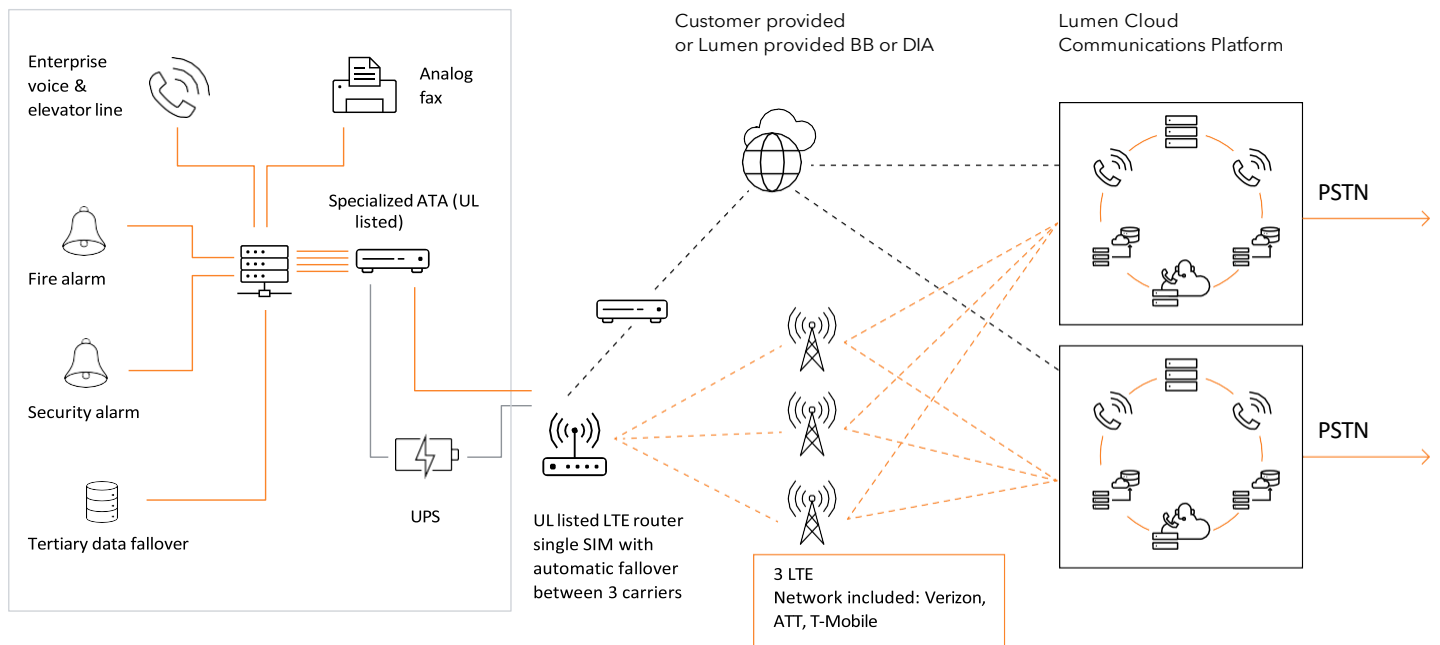 Customer provided
or Lumen provided BB or DIA
Lumen Cloud
Communications Platform
Enterprise
voice &
elevator line
Analog
fax
Specialized ATA (UL
listed)
Fire alarm
Security alarm
Tertiary data fallover
UPS
UL listed LTE router
single SIM with
automatic fallover
between 3 carriers
3 LTE
Network included: Verizon,
ATT, T-Mobile
PSTN
PSTN